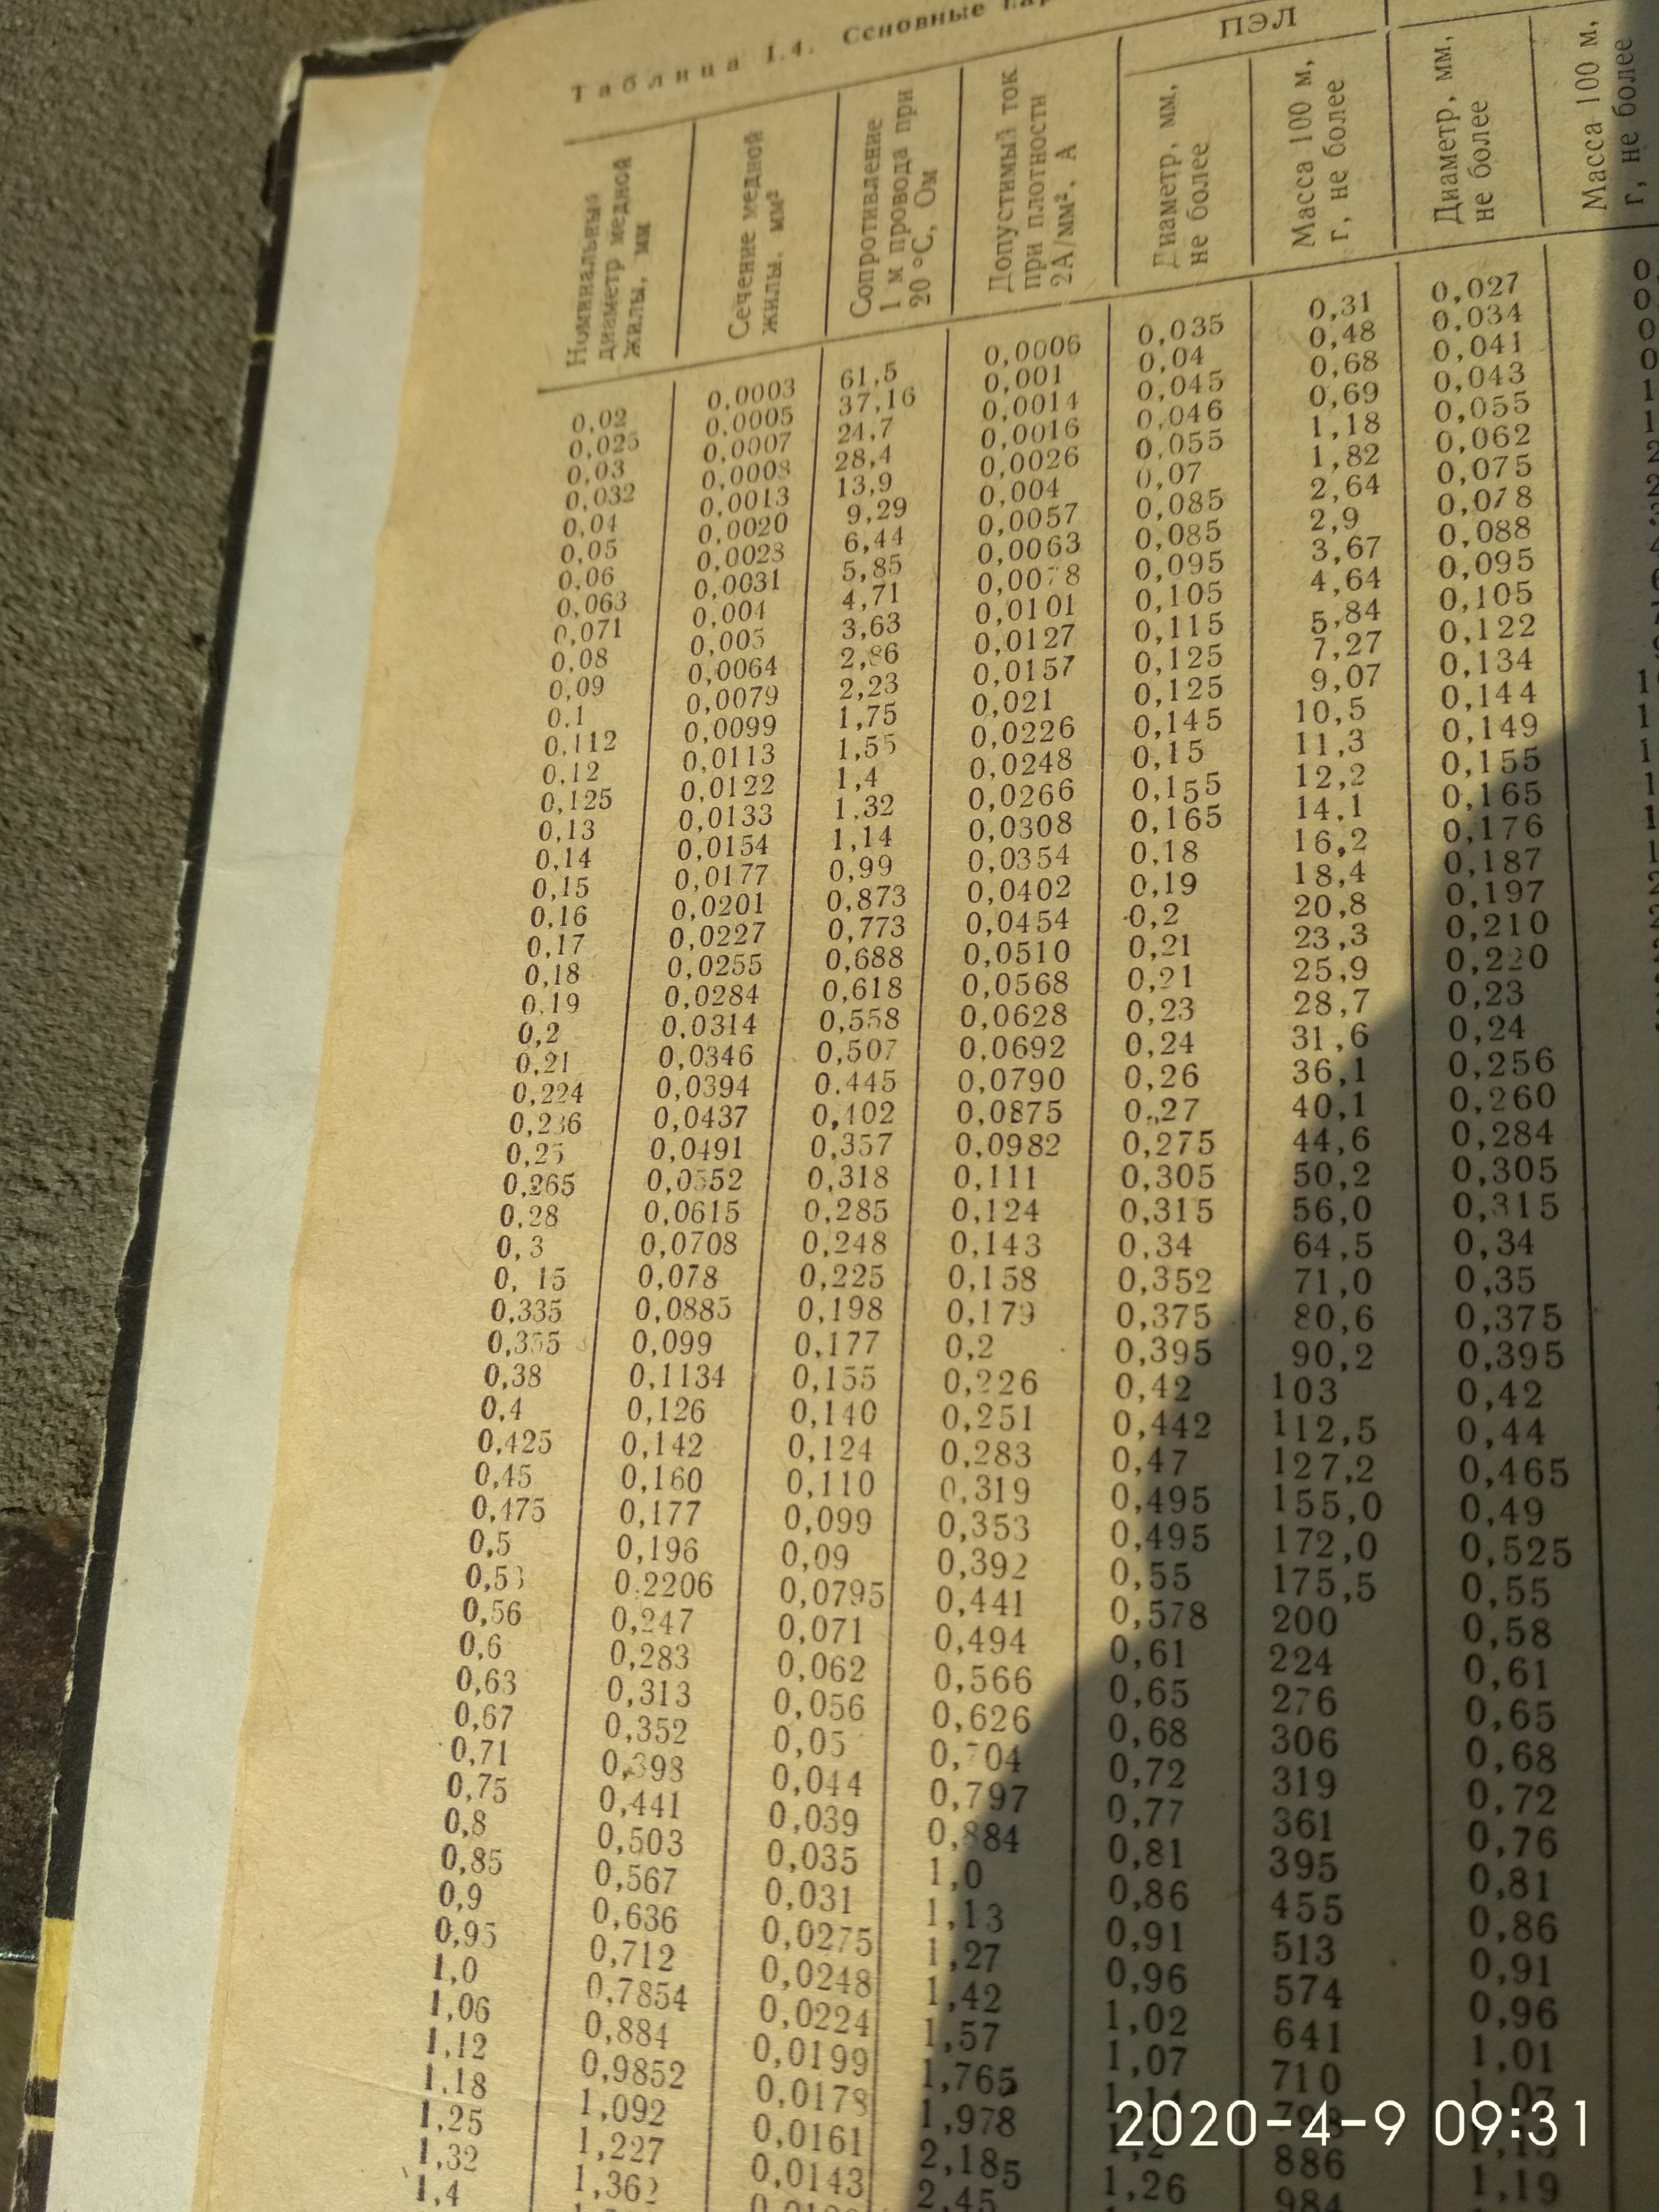 Таблица 1.4. Основные
ПЭЛ
Номинальный
диаметр медной
жилы, мм
Сечение медной
жилы, мм²
Сопротивление
1 м провода при
20 °С, Ом
Допустимый ток
при плотности
2А/мм², А
Диаметр, мм,
не более
Масса 100 м,
г, не более
Диаметр, мм,
не более
Масса 100 м,
г, не более
0,02 0,0003 61,5 0,0006 0,035 0,31 0,027
0,025 0,0005 37,16 0,001 0,04 0,48 0,034
0,03 0,0007 24,7 0,0014 0,045 0,68 0,041
0,032 0,0008 28,4 0,0016 0,046 0,69 0,043
0,04 0,0013 13,9 0,0026 0,055 1,18 0,055
0,05 0,0020 9,29 0,004 0,07 1,82 0,062
0,06 0,0028 6,44 0,0057 0,085 2,64 0,075
0,063 0,0031 5,85 0,0063 0,085 2,9 0,078
0,071 0,004 4,71 0,0078 0,095 3,67 0,088
0,08 0,005 3,63 0,0101 0,105 4,64 0,095
0,09 0,0064 2,86 0,0127 0,115 5,84 0,105
0.1 0,0079 2,23 0,0157 0,125 7,27 0,122
0,112 0,0099 1,75 0,021 0,125 9,07 0,134
0,12 0,0113 1,55 0,0226 0,145 10,5 0,144
0,125 0,0122 1,4 0,0248 0,15 11,3 0,149
0,13 0,0133 1,32 0,0266 0,155 12,2 0,155
0,14 0,0154 1,14 0,0308 0,165 14,1 0,165
0,15 0,0177 0,99 0,0354 0,18 16,2 0,176
0,16 0,0201 0,873 0,0402 0,19 18,4 0,187
0,17 0,0227 0,773 0,0454 0,2 20,8 0,197
0,18 0,0255 0,688 0,0510 0,21 23,3 0,210
0,19 0,0284 0,618 0,0568 0,21 25,9 0,220
0,2 0,0314 0,558 0,0628 0,23 28,7 0,23
0,21 0,0346 0,507 0,0692 0,24 31,6 0,24
0,224 0,0394 0.445 0,0790 0,26 36,1 0,256
0,236 0,0437 0,402 0,0875 0,27 40,1 0,260
0,25 0,0491 0,357 0,0982 0,275 44,6 0,284
0,265 0,0552 0,318 0,111 0,305 50,2 0,305
0,28 0,0615 0,285 0,124 0,315 56,0 0,315
0,3 0,0708 0,248 0,143 0,34 64,5 0,34
0, 15 0,078 0,225 0,158 0,352 71,0 0,35
0,335 0,0885 0,198 0,179 0,375 80,6 0,375
0,355 0,099 0,177 0,2 0,395 90,2 0,395
0,38 0,1134 0,155 0,226 0,42 103 0,42
0,4 0,126 0,140 0,251 0,442 112,5 0,44
0,425 0,142 0,124 0,283 0,47 127,2 0,465
0,45 0,160 0,110 0,319 0,495 155,0 0,49
0,475 0,177 0,099 0,353 0,495 172,0 0,525
0,5 0,196 0,09 0,392 0,55 175,5 0,55
0,53 0.2206 0,0795 0,441 0,578 200 0,58
0,56 0,247 0,071 0,494 0,61 224 0,61
0,6 0,283 0,062 0,566 0,65 276 0,65
0,63 0,313 0,056 0,626 0,68 306 0,68
0,67 0,352 0,05 0,704 0,72 319 0,72
0,71 0,398 0,044 0,797 0,77 361 0,76
0,75 0,441 0,039 0,884 0,81 395 0,81
0,8 0,503 0,035 1,0 0,86 455 0,86
0,85 0,567 0,031 1,13 0,91 513 0,91
0,9 0,636 0,0275 1,27 0,96 574 0,96
0,95 0,712 0,0248 1,42 1,02 641 1,01
1,0 0,7854 0,0224 1,57 1,07 710 1,07
1,06 0,884 0,0199 1,765
1,12 0,9852 0,0178 1,978 886
1,18 1,092 0,0161 2,185 1,26 984 1,19
1,25 1,227 0,0143 2,45
1,32 1,362
1,4
2020-4-9 09:31